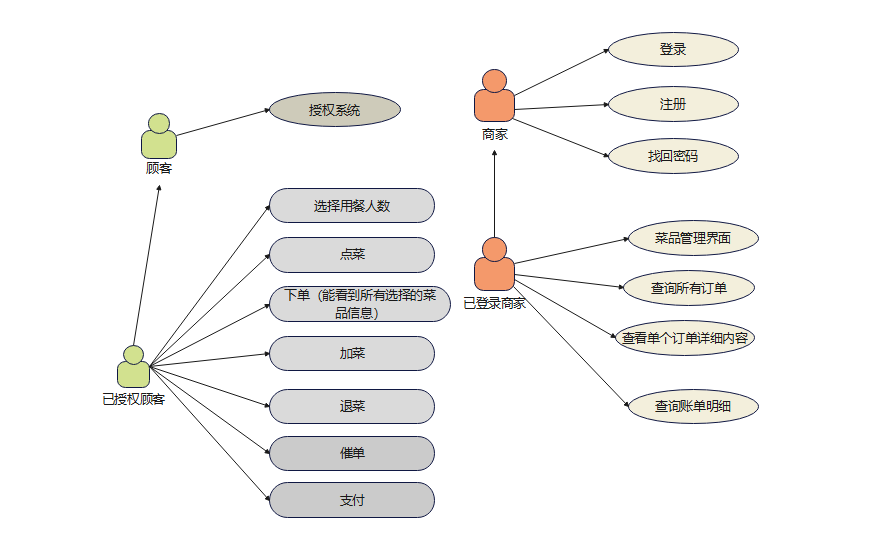 授权系统
顾客
选择用餐人数
点菜
下单（能看到所有选择的菜
品信息）
加菜
已授权顾客
退菜
催单
支付
登录
商家
注册
找回密码
菜品管理界面
已登录商家
查询所有订单
查看单个订单详细内容
查询账单明细